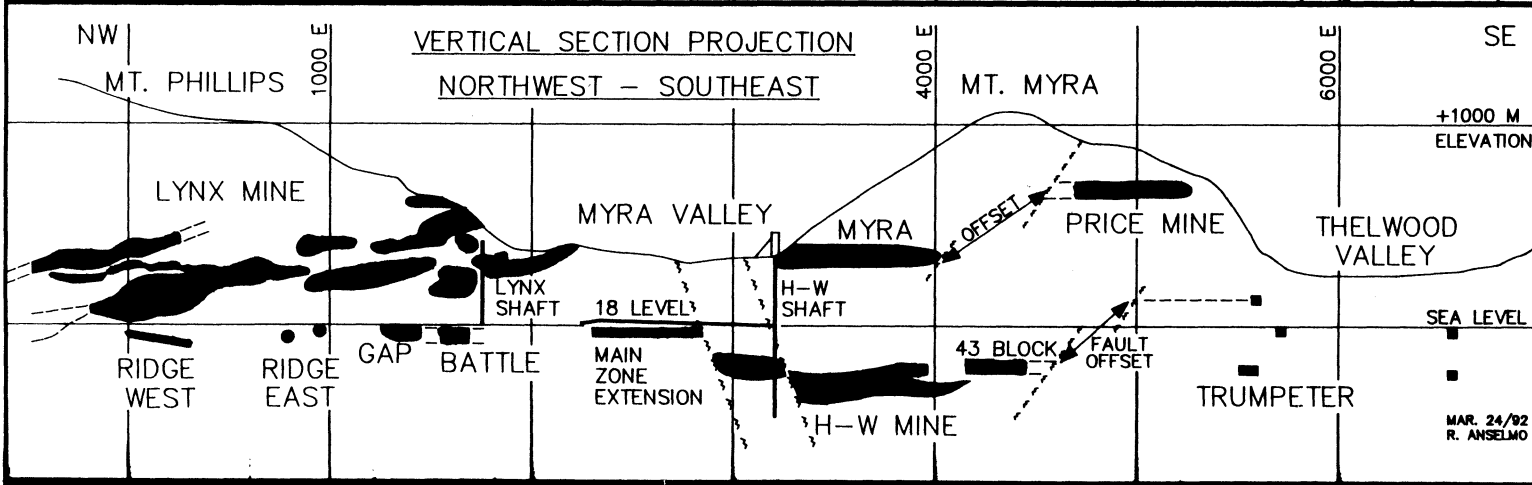 NW
1000 E
VERTICAL SECTION PROJECTION
NORTHWEST – SOUTHEAST
4000 E
6000 E
SE
MT. PHILLIPS
MT. MYRA
+1000 M
ELEVATION
LYNX MINE
MYRA VALLEY
MYRA
OFFSET
PRICE MINE
THELWOOD
VALLEY
LYNX
SHAFT
18 LEVEL
H–W
SHAFT
SEA LEVEL
RIDGE
WEST
RIDGE
EAST
GAP
BATTLE
MAIN
ZONE
EXTENSION
43 BLOCK
FAULT
OFFSET
H–W MINE
TRUMPETER
MAR. 24/92
R. ANSELMO